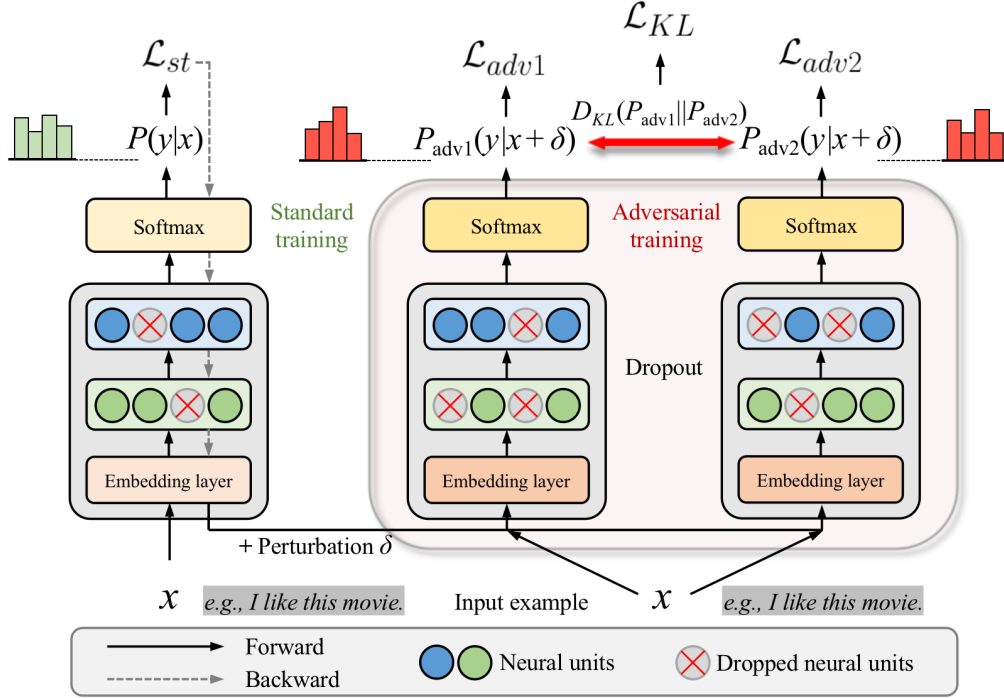 ℒ_KL
ℒ_st
ℒ_adv1
ℒ_adv2
D_KL(P_adv1||P_adv2)
P(y|x)
P_adv1(y|x + δ)
P_adv2(y|x + δ)
Softmax
Standard
training
Softmax
Adversarial
training
Softmax
Dropout
Embedding layer
Embedding layer
Embedding layer
+ Perturbation δ
x
e.g., I like this movie.
Input example
x
e.g., I like this movie.
Forward
Backward
Neural units
Dropped neural units